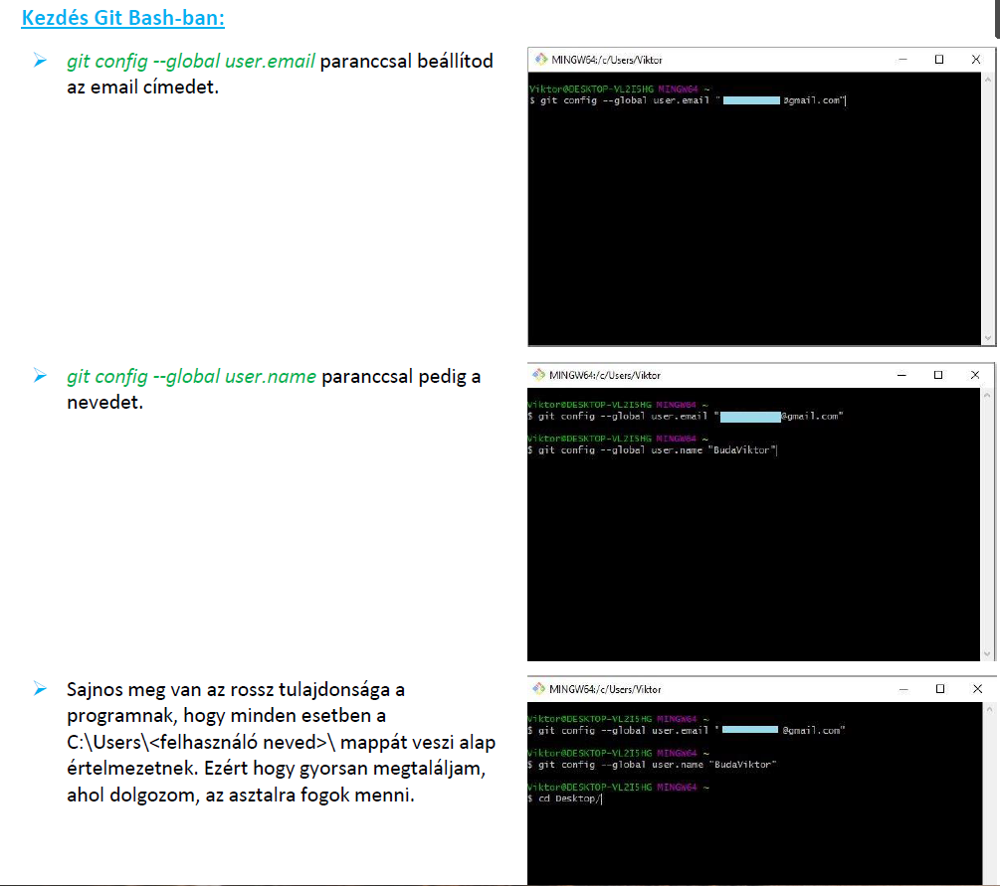 Kezdés Git Bash-ban:
git config --global user.email paranccsal beállítod
az email címedet.
MINGW64:/c/Users/Viktor
Viktor@DESKTOP-VL2I5HG MINGW64 ~
$ git config --global user.email " @gmail.com"
git config --global user.name paranccsal pedig a
nevedet.
MINGW64:/c/Users/Viktor
Viktor@DESKTOP-VL2I5HG MINGW64 ~
$ git config --global user.email " @gmail.com"
Viktor@DESKTOP-VL2I5HG MINGW64 ~
$ git config --global user.name "BudaViktor"
Sajnos meg van az rossz tulajdonsága a
programnak, hogy minden esetben a
C:\Users\<felhasználó neved>\ mappát veszi alap
értelmezetnek. Ezért hogy gyorsan megtaláljam,
ahol dolgozom, az asztalra fogok menni.
MINGW64:/c/Users/Viktor
Viktor@DESKTOP-VL2I5HG MINGW64 ~
$ git config --global user.email " @gmail.com"
Viktor@DESKTOP-VL2I5HG MINGW64 ~
$ git config --global user.name "BudaViktor"
Viktor@DESKTOP-VL2I5HG MINGW64 ~
$ cd Desktop/